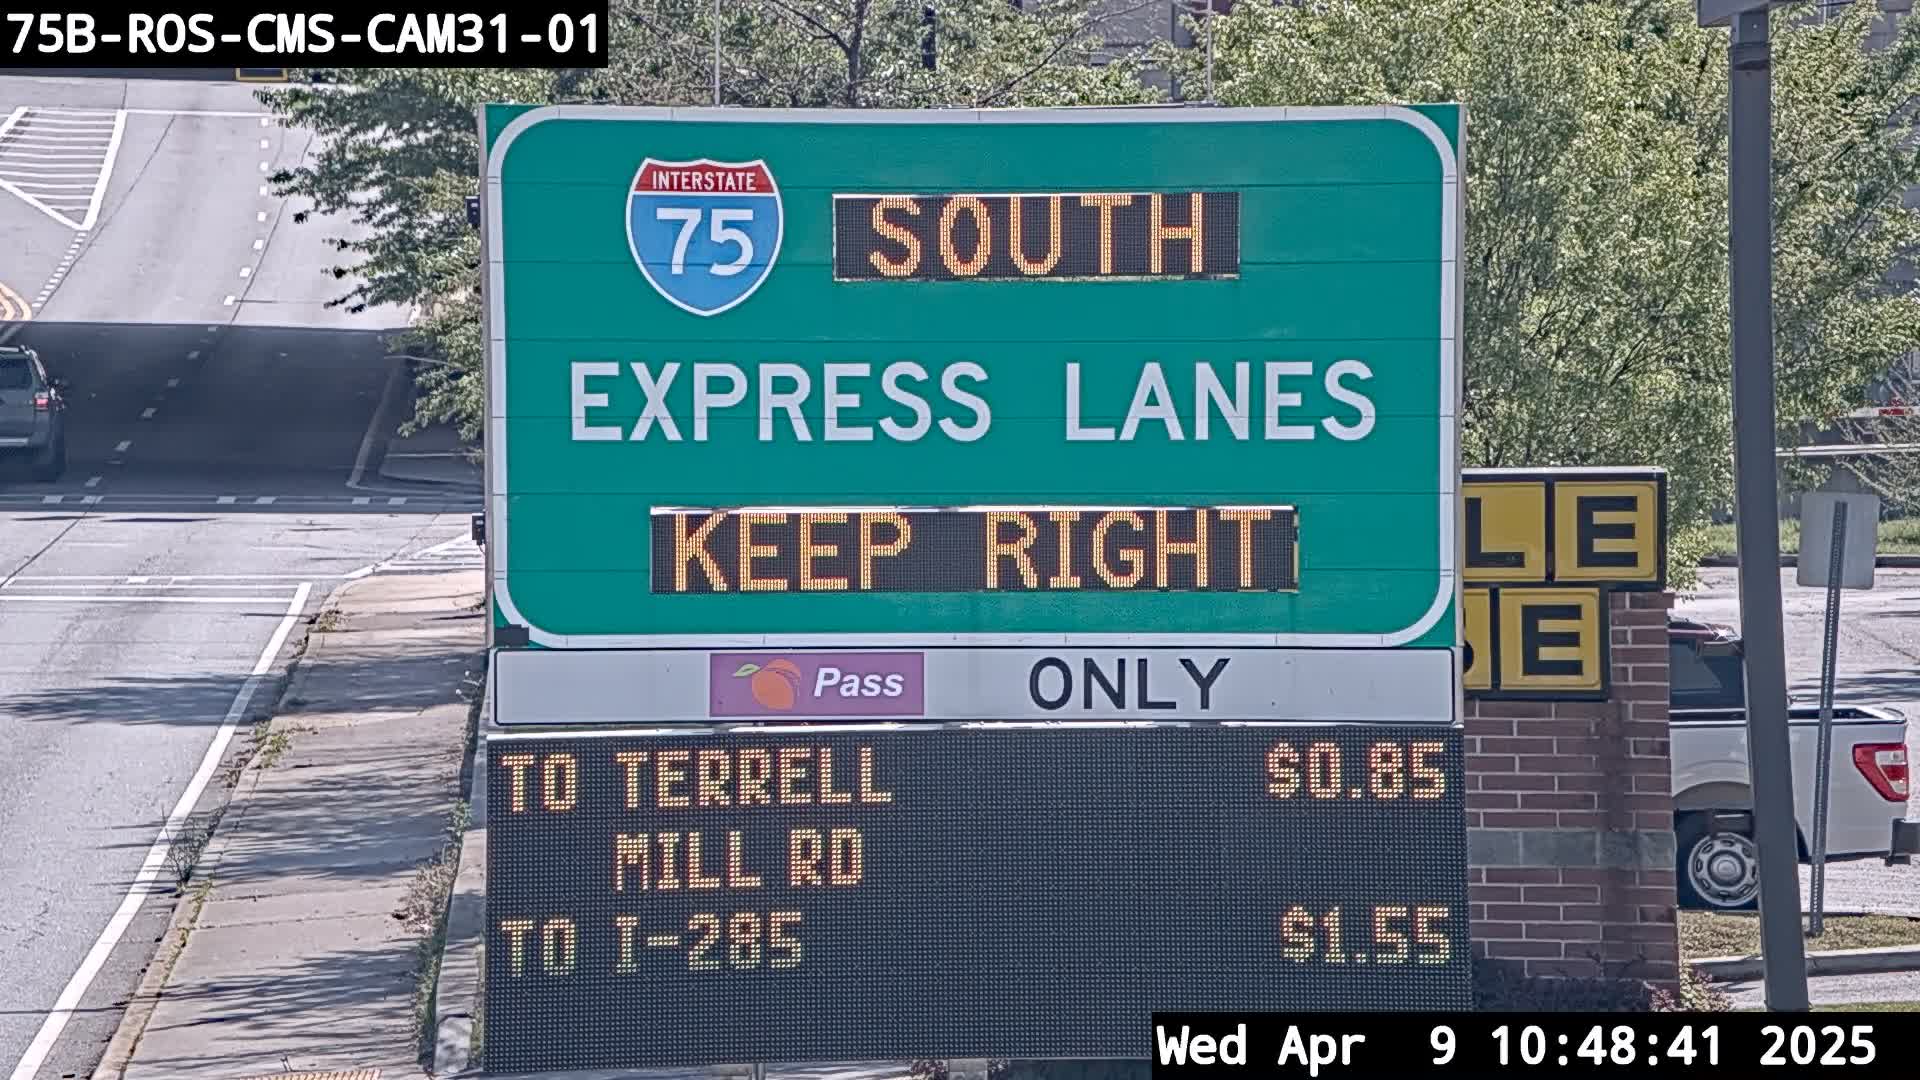 75B-ROS-CMS-CAM31-01
INTERSTATE
75
SOUTH
EXPRESS LANES
KEEP RIGHT
Pass ONLY
TO TERRELL $0.85
MILL RD
TO I-285 $1.55
LE
E
Wed Apr 9 10:48:41 2025